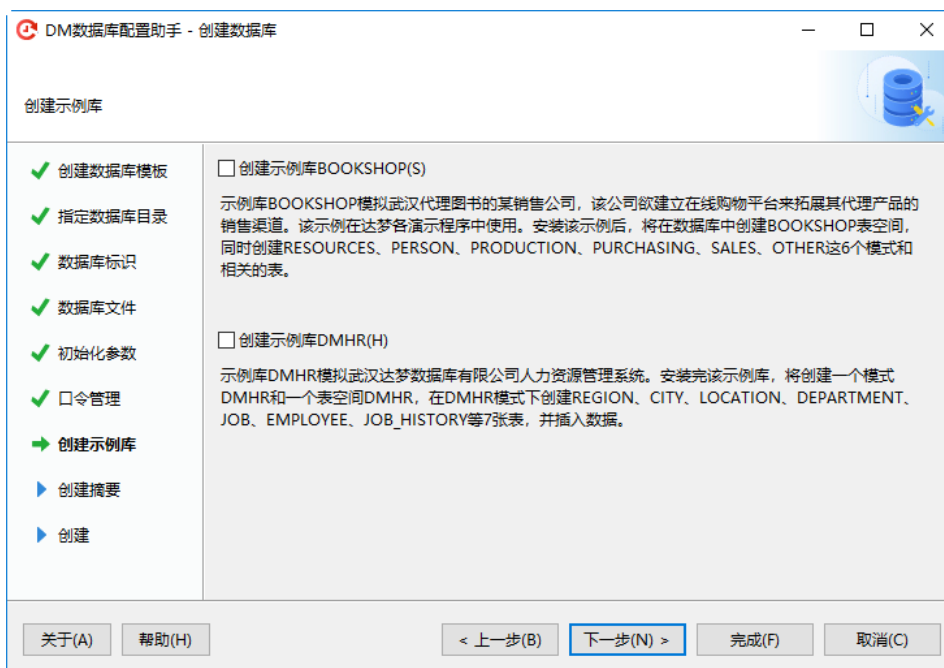 DM数据库配置助手 - 创建数据库
创建示例库
创建数据库模板
指定数据库目录
数据库标识
数据库文件
初始化参数
口令管理
创建示例库
创建摘要
创建
创建示例库BOOKSHOP(S)
示例库BOOKSHOP模拟武汉代理图书的某销售公司，该公司欲建立在线购物平台来拓展其代理产品的
销售渠道。该示例在达梦各演示程序中使用。安装该示例后，将在数据库中创建BOOKSHOP表空间，
同时创建RESOURCES、PERSON、PRODUCTION、PURCHASING、SALES、OTHER这6个模式和
相关的表。
创建示例库DMHR(H)
示例库DMHR模拟武汉达梦数据库有限公司人力资源管理系统。安装完该示例库，将创建一个模式
DMHR和一个表空间DMHR，在DMHR模式下创建REGION、CITY、LOCATION、DEPARTMENT、
JOB、EMPLOYEE、JOB_HISTORY等7张表，并插入数据。
关于(A)
帮助(H)
< 上一步(B)
下一步(N) >
完成(F)
取消(C)